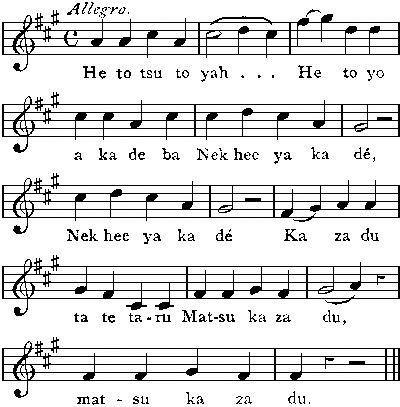 Allegro.
He to tsu to yah . . . He to yo
a ka de ba Nek hee ya ka dé,
Nek hee ya ka dé Ka za du
ta te ta - ru Mat-su ka za du,
mat - su ka za du.